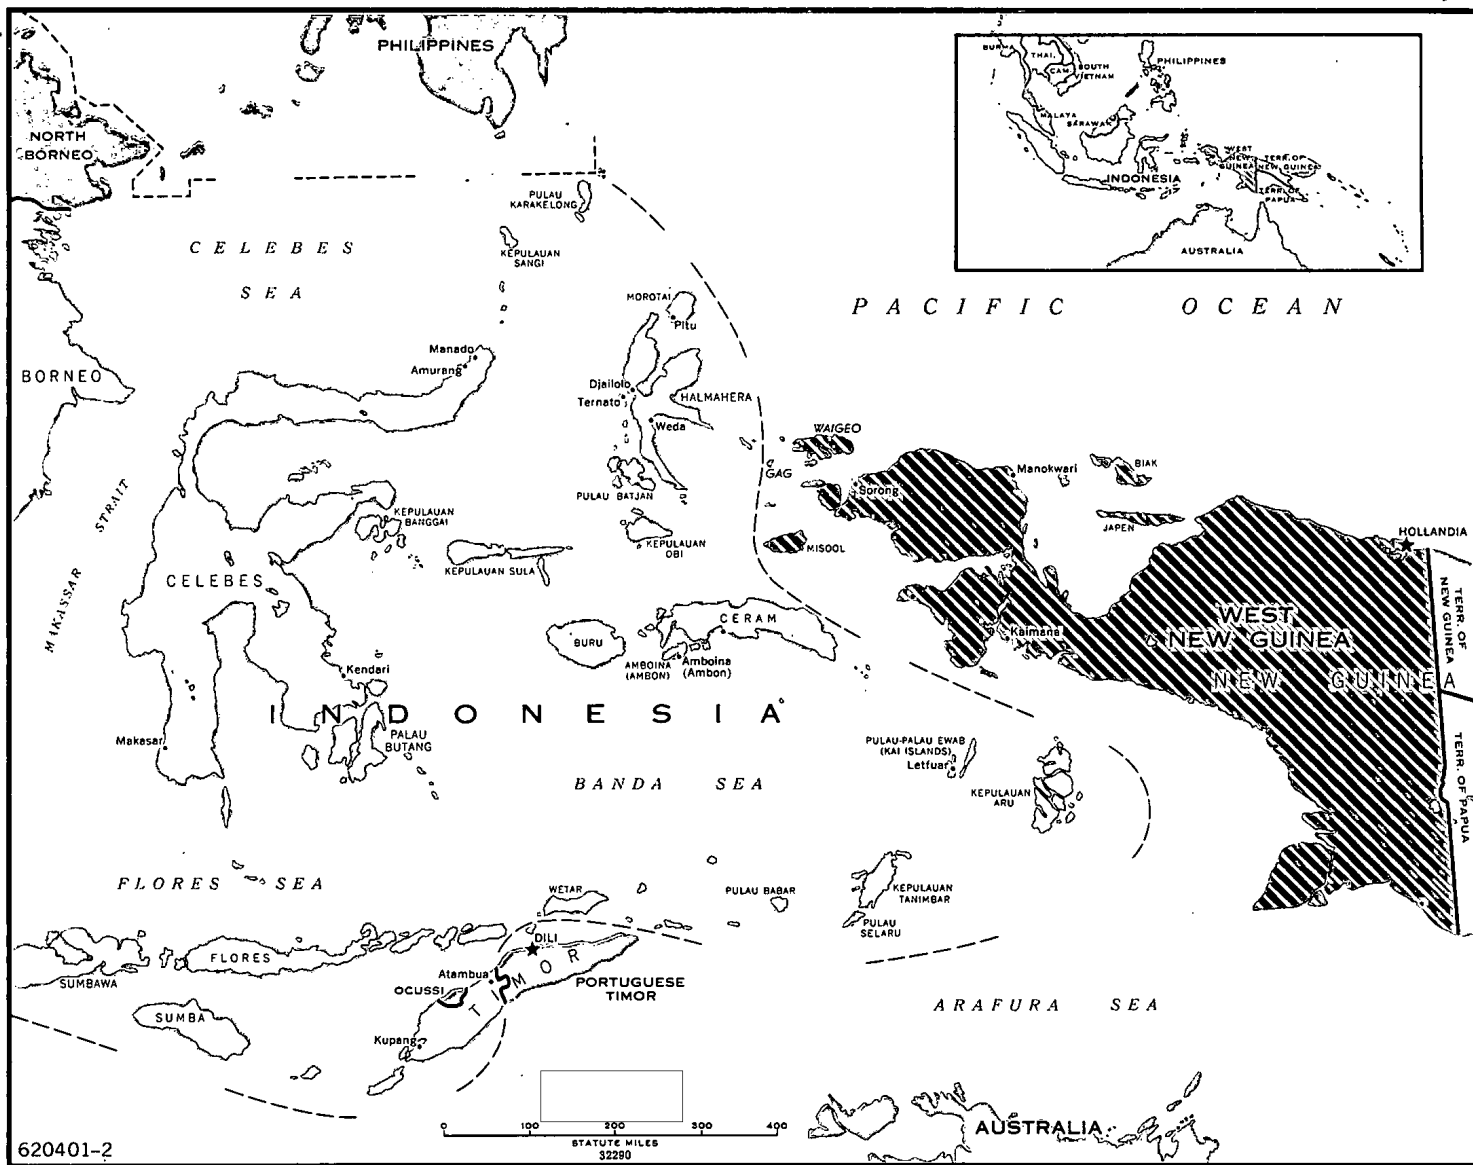 PHILIPPINES
NORTH
BORNEO
PULAU
KARAKELONG
CELEBES
SEA
KEPULAUAN
SANGI
MOROTAI
Pitu
PACIFIC OCEAN
Manado
Amurang
BORNEO
Djailolo
Ternato
HALMAHERA
Weda
WAIGEO
GAG
Sorong
Manokwari
BIAK
PULAU BATJAN
MAKASSAR STRAIT
KEPULAUAN
BANGGAI
KEPULAUAN
OBI
MISOOL
JAPEN
HOLLANDIA
KEPULAUAN SULA
CELEBES
TERR. OF
NEW GUINEA
CERAM
BURU
WEST
NEW GUINEA
Kaimana
AMBOINA
(AMBON)
Amboina
(Ambon)
Kendari
NEW GUINEA
INDONESIA
Makasar
PALAU
BUTANG
PULAU-PALAU EWAB
(KAI ISLANDS)
Letfuar
TERR. OF PAPUA
BANDA SEA
KEPULAUAN
ARU
FLORES SEA
WETAR
PULAU BABAR
KEPULAUAN
TANIMBAR
PULAU
SELARU
DILI
FLORES
SUMBAWA
Atambua
OCUSSI
TIMOR
PORTUGUESE
TIMOR
SUMBA
ARAFURA SEA
Kupang
AUSTRALIA
0 100 200 300 400
STATUTE MILES
32290
620401-2
BURMA
THAI.
CAM.
SOUTH
VIETNAM
PHILIPPINES
MALAYA
SARAWAK
INDONESIA
WEST
NEW
GUINEA
TERR. OF
NEW GUINEA
TERR. OF
PAPUA
AUSTRALIA